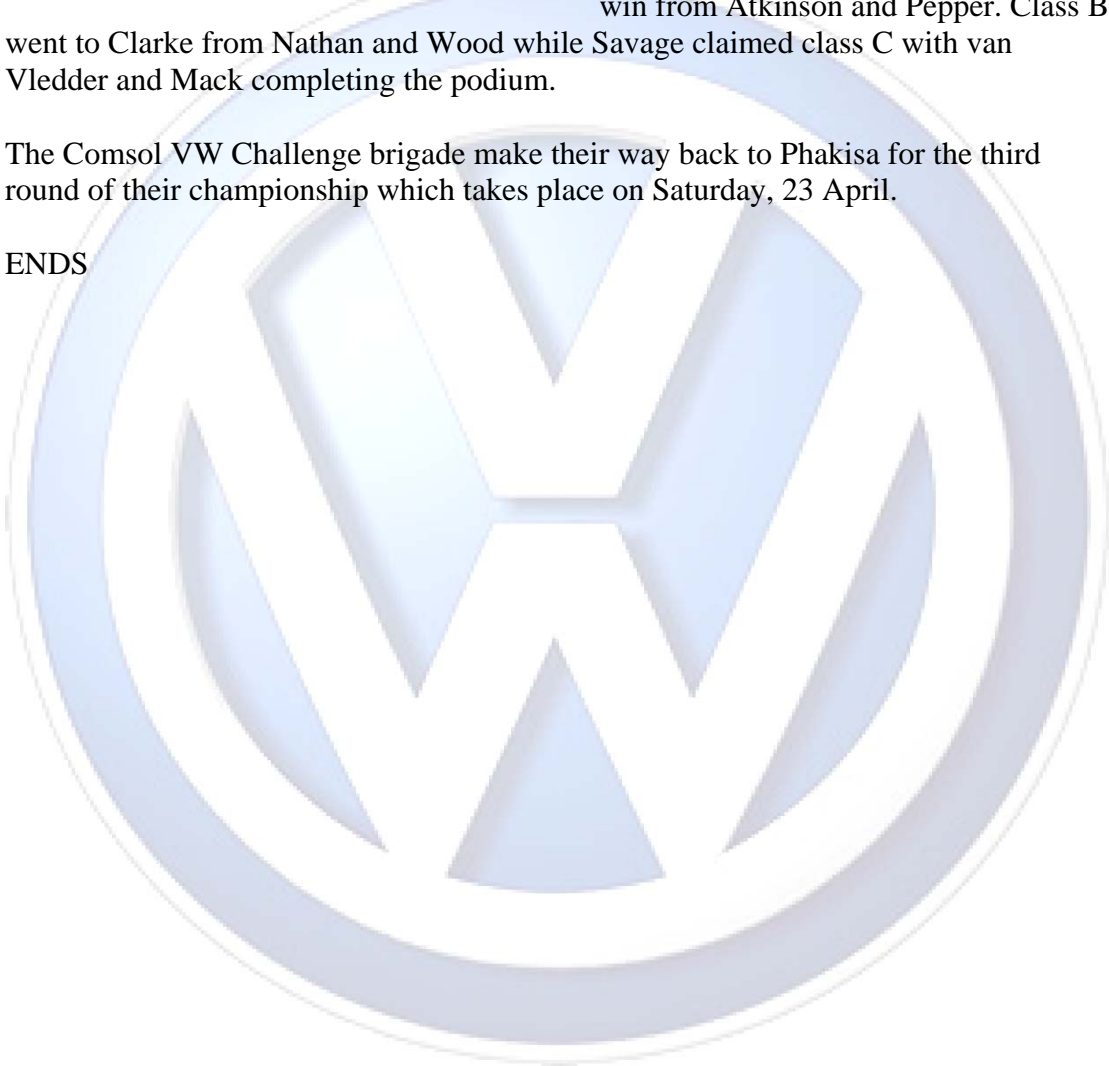 win from Atkinson and Pepper. Class B
went to Clarke from Nathan and Wood while Savage claimed class C with van
Vledder and Mack completing the podium.
The Comsol VW Challenge brigade make their way back to Phakisa for the third
round of their championship which takes place on Saturday, 23 April.
ENDS